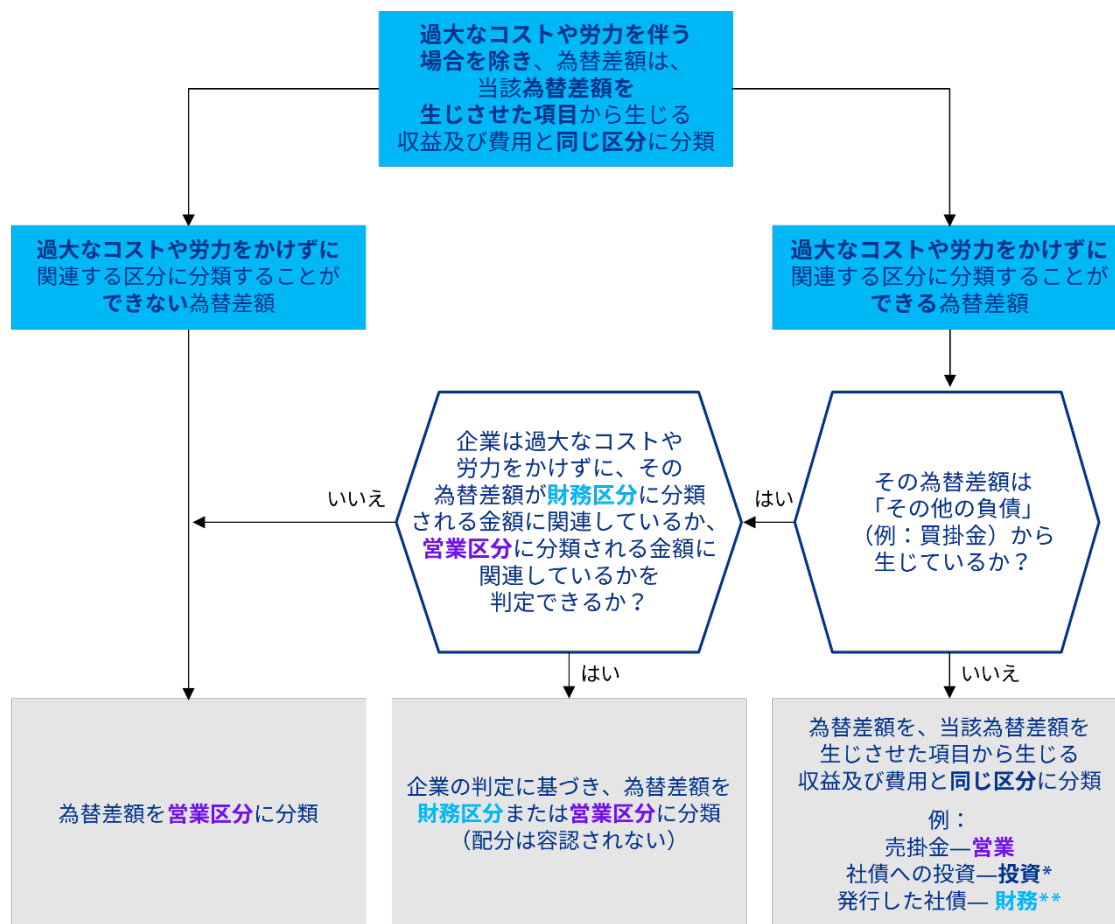 過大なコストや労力を伴う
場合を除き、為替差額は、
当該為替差額を
生じさせた項目から生じる
収益及び費用と同じ区分に分類
過大なコストや労力をかけずに
関連する区分に分類することが
できない為替差額
過大なコストや労力をかけずに
関連する区分に分類することが
できる為替差額
企業は過大なコストや
労力をかけずに、その
為替差額が財務区分に分類
される金額に関連しているか、
営業区分に分類される金額に
関連しているかを
判定できるか？
いいえ
はい
その為替差額は
「その他の負債」
（例：買掛金）から
生じているか？
はい
いいえ
為替差額を営業区分に分類
企業の判定に基づき、為替差額を
財務区分または営業区分に分類
（配分は容認されない）
為替差額を、当該為替差額を
生じさせた項目から生じる
収益及び費用と同じ区分に分類
例：
売掛金―営業
社債への投資―投資*
発行した社債― 財務**